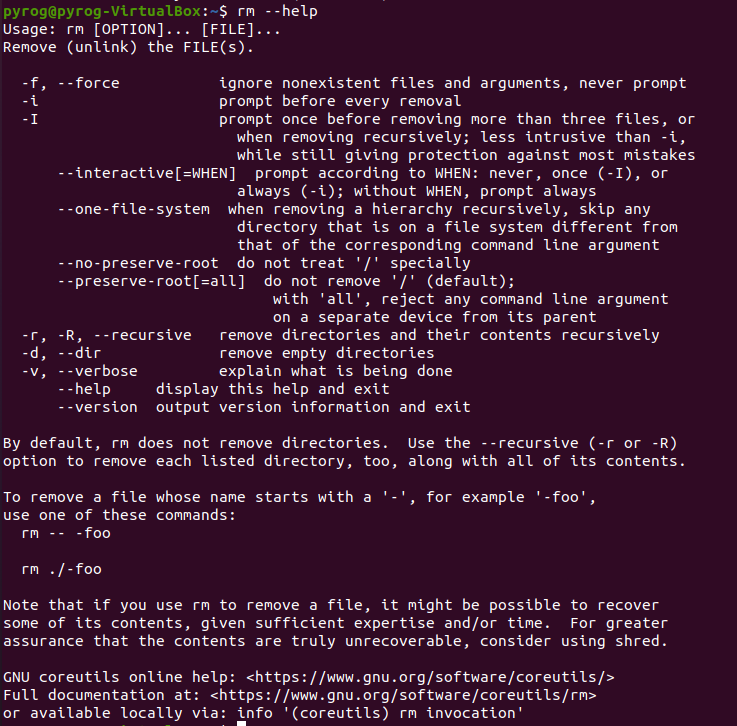 pyrog@pyrog-VirtualBox:~$ rm --help
Usage: rm [OPTION]... [FILE]...
Remove (unlink) the FILE(s).

  -f, --force           ignore nonexistent files and arguments, never prompt
  -i                    prompt before every removal
  -I                    prompt once before removing more than three files, or
                          when removing recursively; less intrusive than -i,
                          while still giving protection against most mistakes
      --interactive[=WHEN]  prompt according to WHEN: never, once (-I), or
                          always (-i); without WHEN, prompt always
      --one-file-system  when removing a hierarchy recursively, skip any
                          directory that is on a file system different from
                          that of the corresponding command line argument
      --no-preserve-root  do not treat '/' specially
      --preserve-root[=all]  do not remove '/' (default);
                              with 'all', reject any command line argument
                              on a separate device from its parent
  -r, -R, --recursive   remove directories and their contents recursively
  -d, --dir             remove empty directories
  -v, --verbose         explain what is being done
      --help     display this help and exit
      --version  output version information and exit

By default, rm does not remove directories.  Use the --recursive (-r or -R)
option to remove each listed directory, too, along with all of its contents.

To remove a file whose name starts with a '-', for example '-foo',
use one of these commands:
  rm -- -foo

  rm ./-foo

Note that if you use rm to remove a file, it might be possible to recover
some of its contents, given sufficient expertise and/or time.  For greater
assurance that the contents are truly unrecoverable, consider using shred.

GNU coreutils online help: <https://www.gnu.org/software/coreutils/>
Full documentation at: <https://www.gnu.org/software/coreutils/rm>
or available locally via: info '(coreutils) rm invocation'